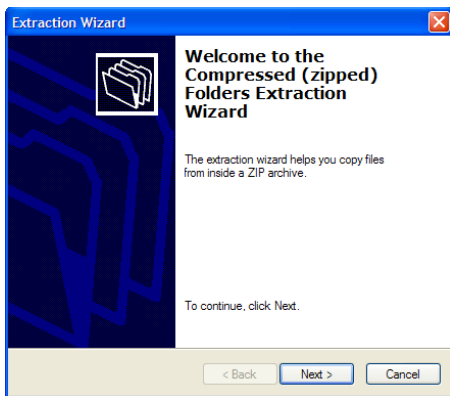 Extraction Wizard
Welcome to the
Compressed (zipped)
Folders Extraction
Wizard
The extraction wizard helps you copy files
from inside a ZIP archive.
To continue, click Next.
< Back Next > Cancel